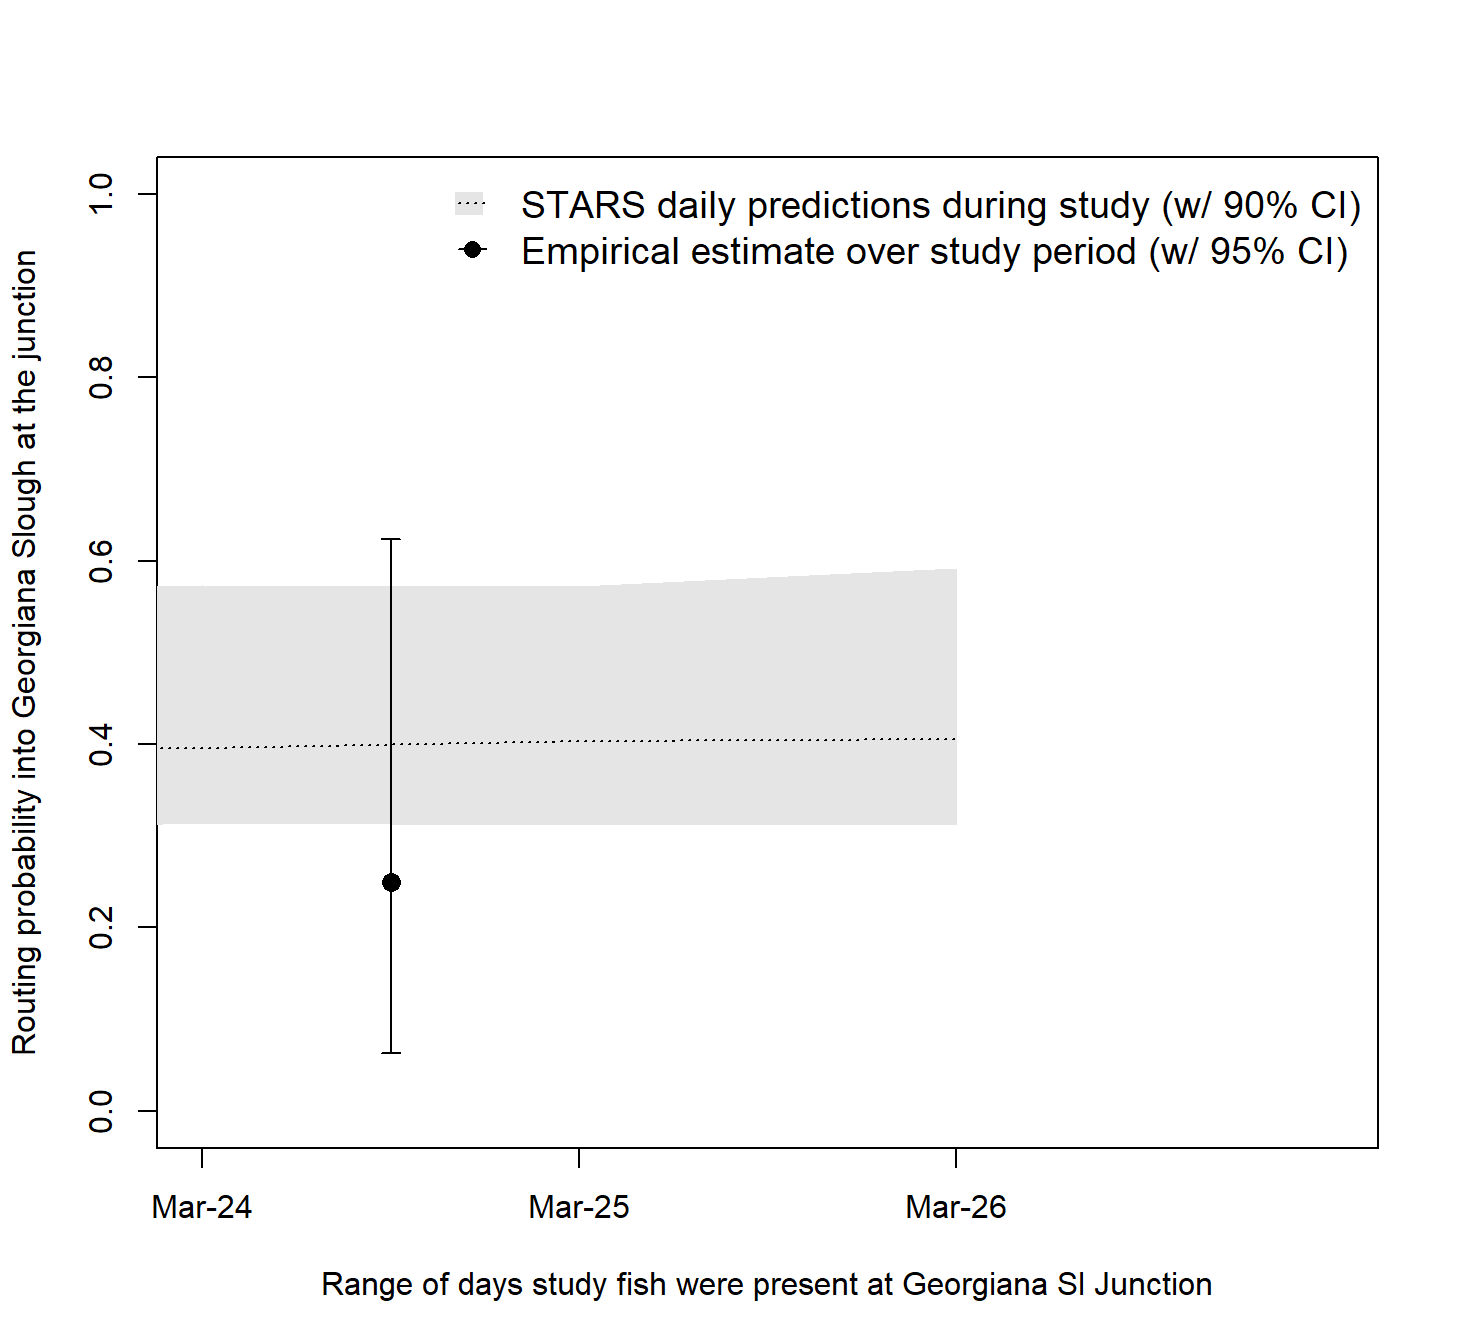 STARS daily predictions during study (w/ 90% CI)
Empirical estimate over study period (w/ 95% CI)
Routing probability into Georgiana Slough at the junction
1.0
0.8
0.6
0.4
0.2
0.0
Mar-24 Mar-25 Mar-26
Range of days study fish were present at Georgiana Sl Junction